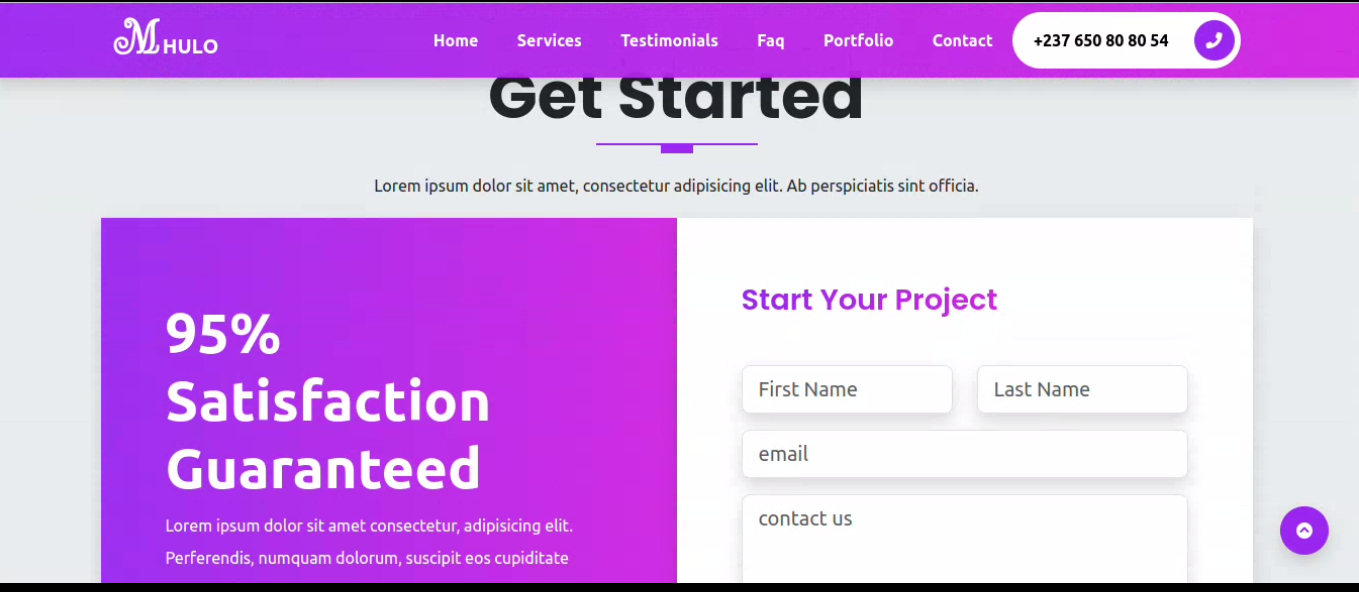 M HULO
Home Services Testimonials Faq Portfolio Contact +237 650 80 80 54
Get Started
Lorem ipsum dolor sit amet, consectetur adipisicing elit. Ab perspiciatis sint officia.
95%
Satisfaction
Guaranteed
Lorem ipsum dolor sit amet consectetur, adipisicing elit.
Perferendis, numquam dolorum, suscipit eos cupiditate
Start Your Project
First Name Last Name
email
contact us